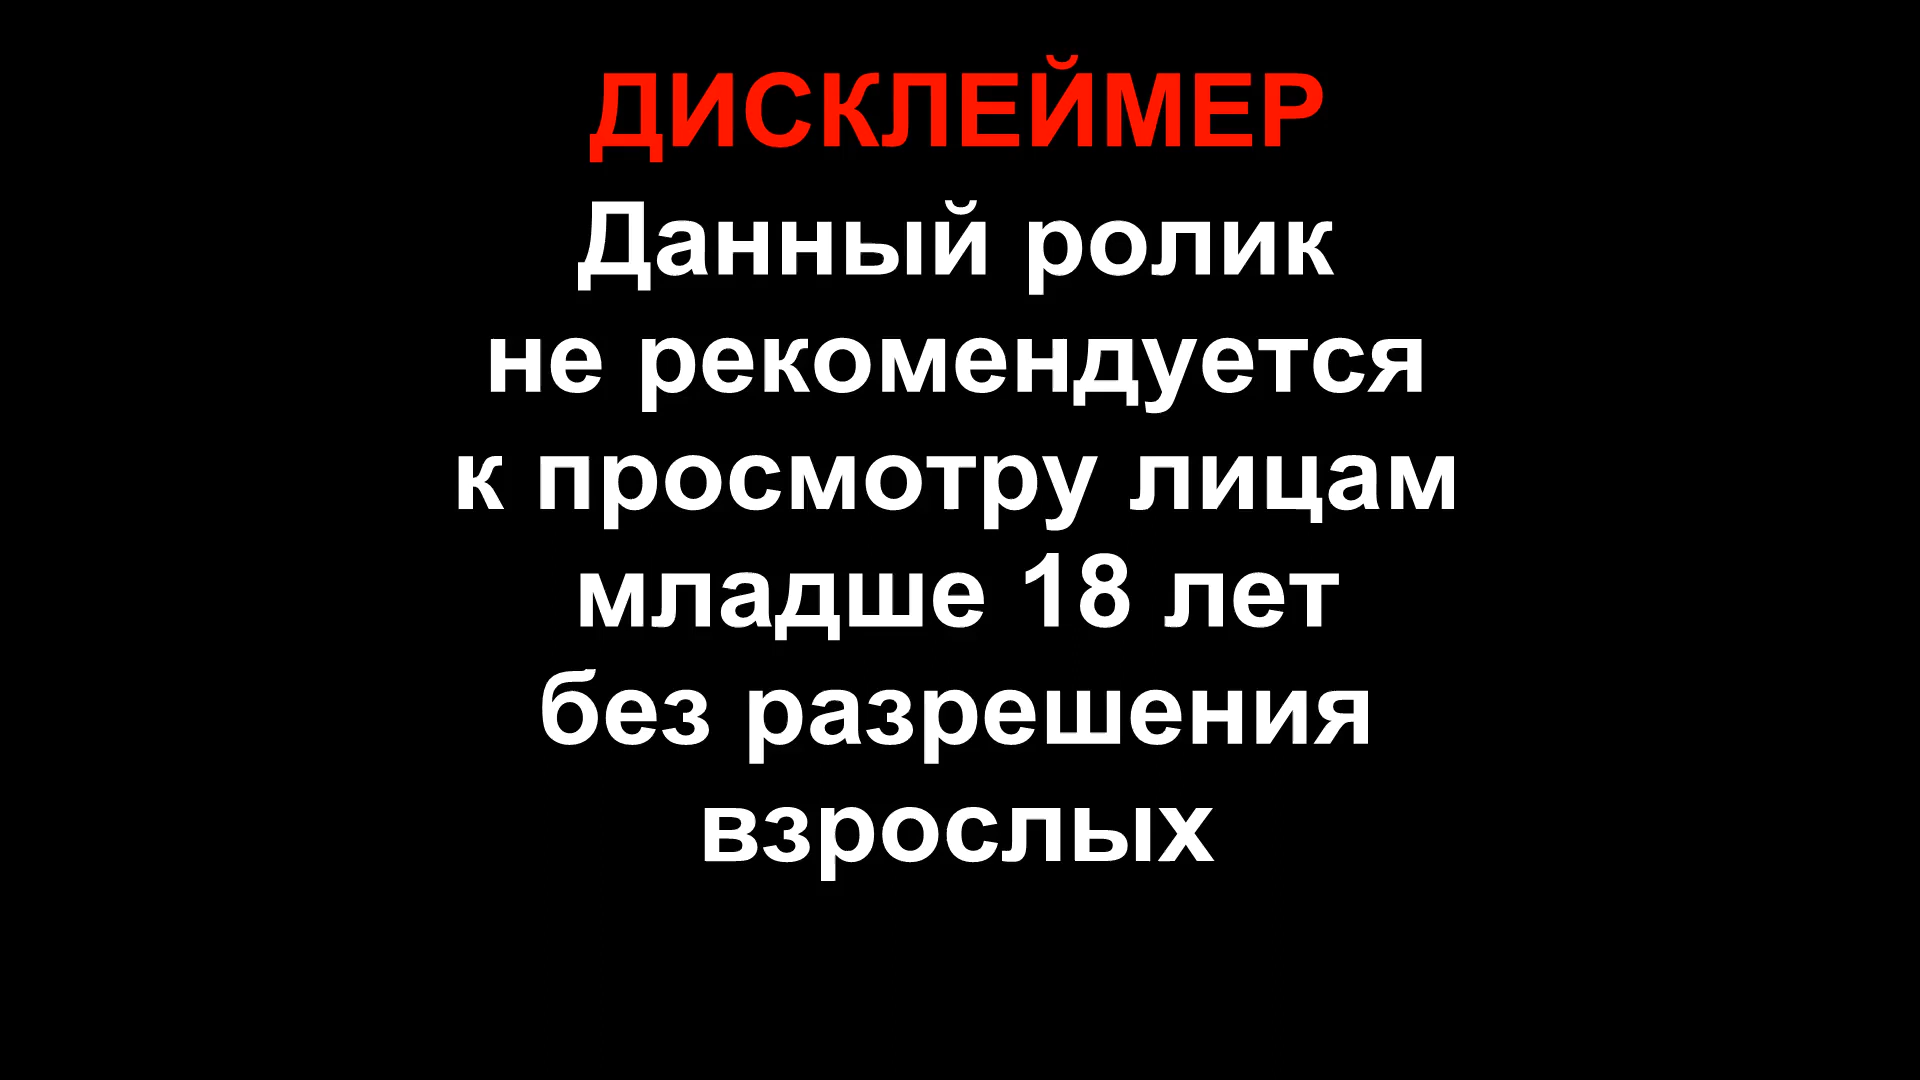 ДИСКЛЕЙМЕР
Данный ролик
не рекомендуется
к просмотру лицам
младше 18 лет
без разрешения
взрослых